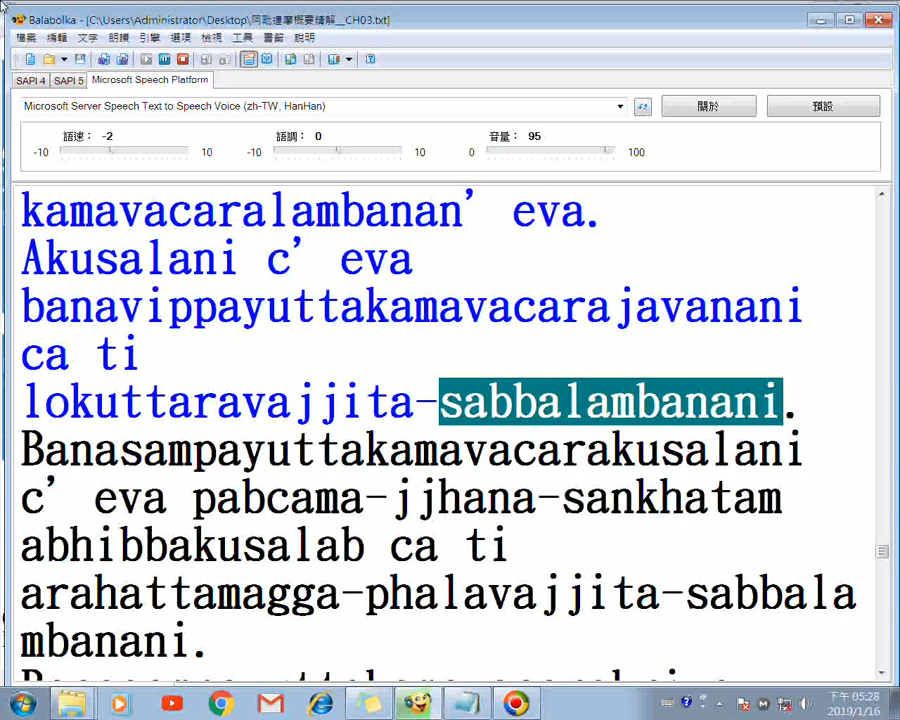 Balabolka - [C:\Users\Administrator\Desktop\阿毗達摩概要精解__CH03.txt]
檔案 編輯 文字 朗讀 引擎 選項 檢視 工具 書籤 說明
SAPI 4 SAPI 5 Microsoft Speech Platform
Microsoft Server Speech Text to Speech Voice (zh-TW, HanHan) 關於 預設
語速： -2 語調： 0 音量： 95
-10 10 -10 10 0 100
kamavacaralambanan’ eva.
Akusalani c’ eva
banavippayuttakamavacarajavanani
ca ti
lokuttaravajjita-sabbalambanani.
Banasampayuttakamavacarakusalani
c’ eva pabcama-jjhana-sankhatam
abhibbakusalab ca ti
arahattamagga-phalavajjita-sabbala
mbanani.
下午 05:28
2019/1/16